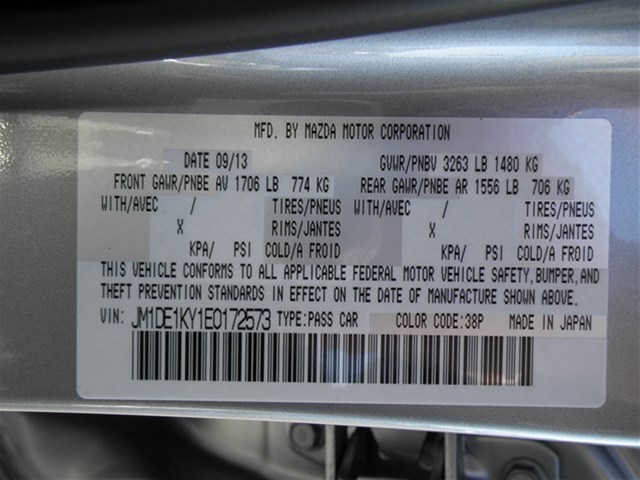 MFD. BY MAZDA MOTOR CORPORATION
DATE 09/13 GVWR/PNBV 3263 LB 1480 KG
FRONT GAWR/PNBE AV 1706 LB 774 KG REAR GAWR/PNBE AR 1556 LB 706 KG
WITH/AVEC / TIRES/PNEUS WITH/AVEC / TIRES/PNEUS
X RIMS/JANTES X RIMS/JANTES
KPA/ PSI COLD/A FROID KPA/ PSI COLD/A FROID
THIS VEHICLE CONFORMS TO ALL APPLICABLE FEDERAL MOTOR VEHICLE SAFETY, BUMPER, AND
THEFT PREVENTION STANDARDS IN EFFECT ON THE DATE OF MANUFACTURE SHOWN ABOVE.
VIN: JM1DE1KY1E0172573 TYPE:PASS CAR COLOR CODE:38P MADE IN JAPAN